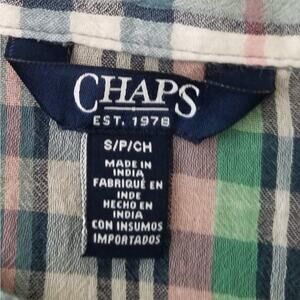 CHAPS
EST. 1978
S/P/CH
MADE IN
INDIA
FABRIQUÉ EN
INDE
HECHO EN
INDIA
CON INSUMOS
IMPORTADOS